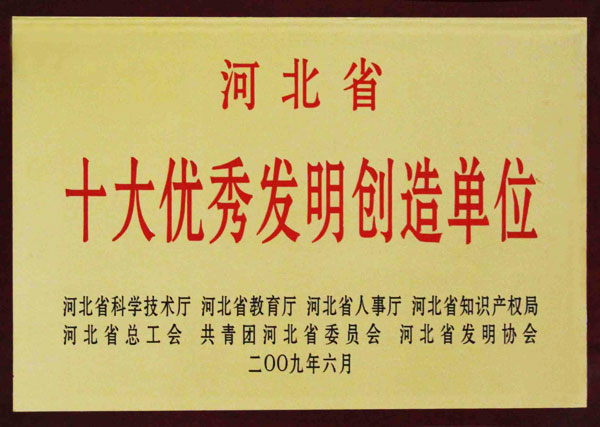 河北省
十大优秀发明创造单位
河北省科学技术厅 河北省教育厅 河北省人事厅 河北省知识产权局
河北省总工会 共青团河北省委员会 河北省发明协会
二00九年六月